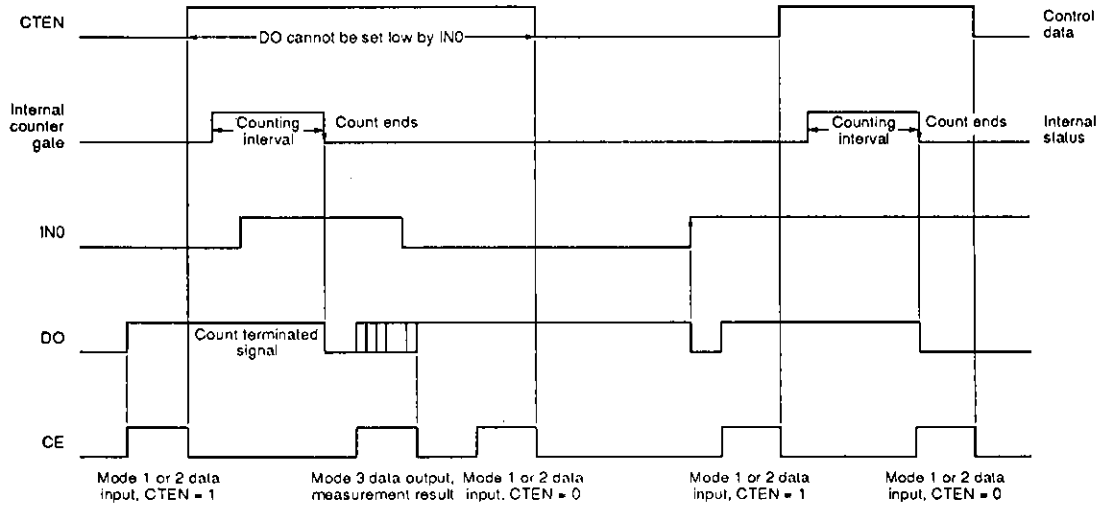 CTEN
DO cannot be set low by IN0
Control
data
Internal
counter
gate
Counting
interval
Count ends
Counting
interval
Count ends
Internal
status
IN0
DO
Count terminated
signal
CE
Mode 1 or 2 data
input, CTEN = 1
Mode 3 data output,
measurement result
Mode 1 or 2 data
input, CTEN = 0
Mode 1 or 2 data
input, CTEN = 1
Mode 1 or 2 data
input, CTEN = 0